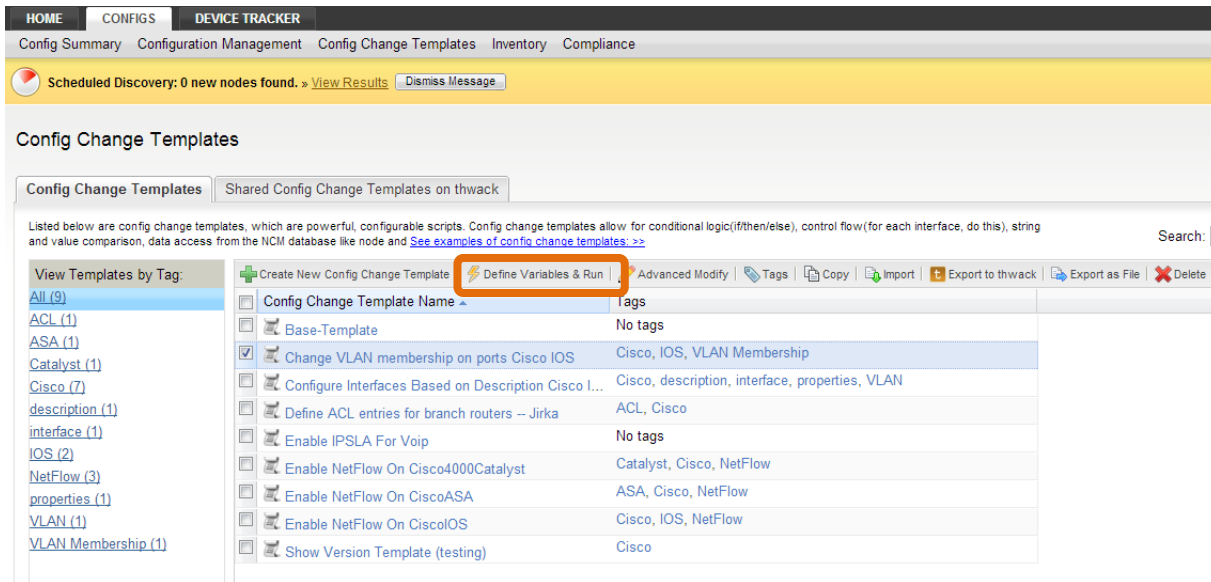 HOME CONFIGS DEVICE TRACKER
Config Summary Configuration Management Config Change Templates Inventory Compliance
Scheduled Discovery: 0 new nodes found. » View Results Dismiss Message
Config Change Templates
Config Change Templates Shared Config Change Templates on thwack
Listed below are config change templates, which are powerful, configurable scripts. Config change templates allow for conditional logic(if/then/else), control flow(for each interface, do this), string
and value comparison, data access from the NCM database like node and See examples of config change templates: >>
Search:
View Templates by Tag:
All (9)
ACL (1)
ASA (1)
Catalyst (1)
Cisco (7)
description (1)
interface (1)
IOS (2)
NetFlow (3)
properties (1)
VLAN (1)
VLAN Membership (1)
Create New Config Change Template | Define Variables & Run | Advanced Modify | Tags | Copy | Import | Export to thwack | Export as File | Delete
Config Change Template Name Tags
Base-Template No tags
Change VLAN membership on ports Cisco IOS Cisco, IOS, VLAN Membership
Configure Interfaces Based on Description Cisco I... Cisco, description, interface, properties, VLAN
Define ACL entries for branch routers -- Jirka ACL, Cisco
Enable IPSLA For Voip No tags
Enable NetFlow On Cisco4000Catalyst Catalyst, Cisco, NetFlow
Enable NetFlow On CiscoASA ASA, Cisco, NetFlow
Enable NetFlow On CiscoIOS Cisco, IOS, NetFlow
Show Version Template (testing) Cisco